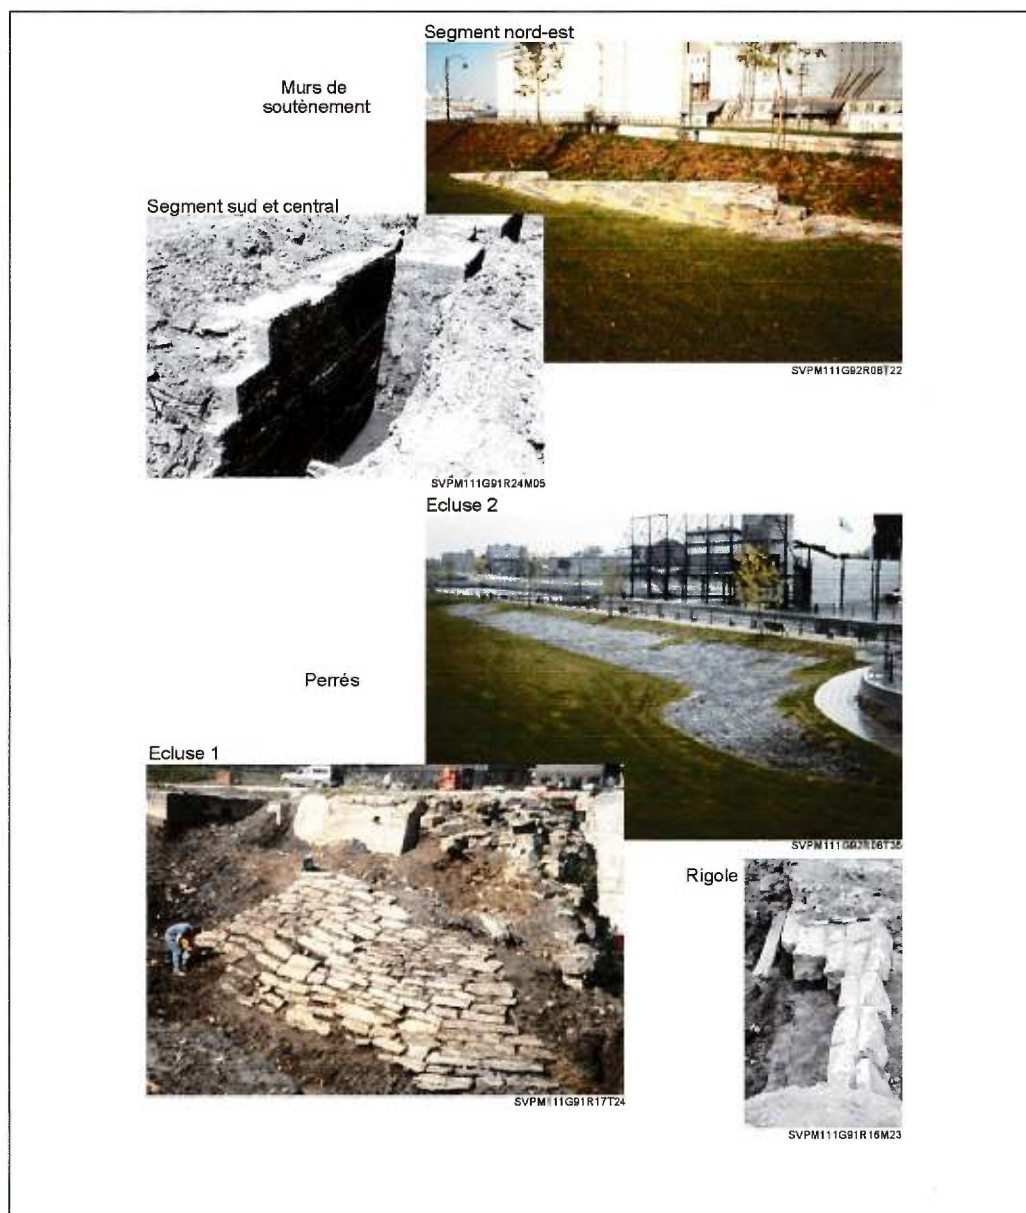 Segment nord-est
Murs de
soutènement
Segment sud et central
SVPM111G92R08T22
SVPM111G91R24M05
Ecluse 2
Perrés
Ecluse 1
SVPM111G92R06T35
Rigole
SVPM111G91R17T24
SVPM111G91R16M23